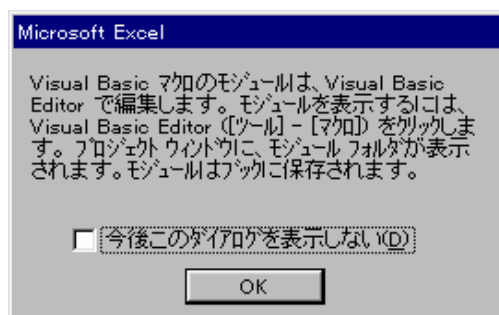 Microsoft Excel
Visual Basic マクロのモジュールは、Visual Basic
Editor で編集します。モジュールを表示するには、
Visual Basic Editor ([ツール] - [マクロ]) をクリックしま
す。プロジェクト ウィンドウに、モジュール フォルダが表示
されます。モジュールはブックに保存されます。
今後このダイアログを表示しない(D)
OK